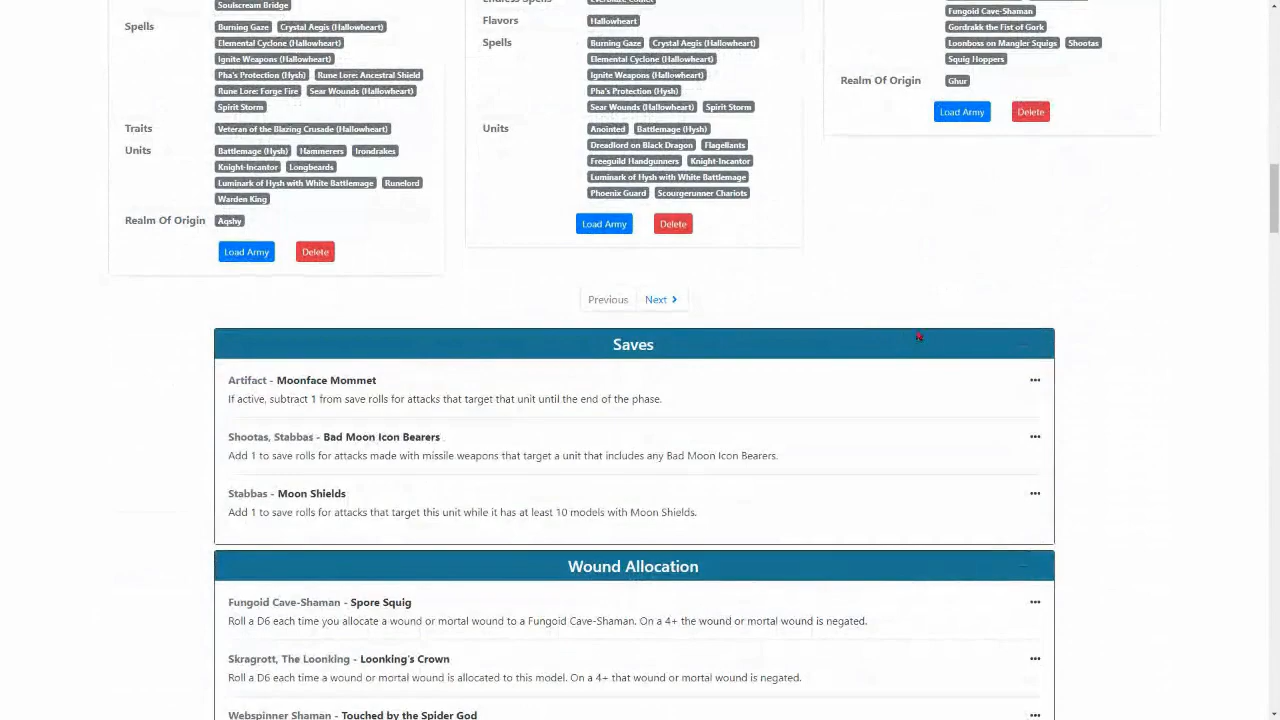 Soulscream Bridge
Spells
Burning Gaze Crystal Aegis (Hallowheart)
Elemental Cyclone (Hallowheart)
Ignite Weapons (Hallowheart)
Pha's Protection (Hysh) Rune Lore: Ancestral Shield
Rune Lore: Forge Fire Sear Wounds (Hallowheart)
Spirit Storm
Traits
Veteran of the Blazing Crusade (Hallowheart)
Units
Battlemage (Hysh) Hammerers Irondrakes
Knight-Incantor Longbeards
Luminark of Hysh with White Battlemage Runelord
Warden King
Realm Of Origin
Aqshy
Load Army Delete
Flavors
Hallowheart
Spells
Burning Gaze Crystal Aegis (Hallowheart)
Elemental Cyclone (Hallowheart)
Ignite Weapons (Hallowheart)
Pha's Protection (Hysh)
Sear Wounds (Hallowheart) Spirit Storm
Units
Anointed Battlemage (Hysh)
Dreadlord on Black Dragon Flagellants
Freeguild Handgunners Knight-Incantor
Luminark of Hysh with White Battlemage
Phoenix Guard Scourgerunner Chariots
Load Army Delete
Fungoid Cave-Shaman
Gordrakk the Fist of Gork
Loonboss on Mangler Squigs Shootas
Squig Hoppers
Realm Of Origin
Ghur
Load Army Delete
Previous Next
Saves
Artifact - Moonface Mommet
If active, subtract 1 from save rolls for attacks that target that unit until the end of the phase.
Shootas, Stabbas - Bad Moon Icon Bearers
Add 1 to save rolls for attacks made with missile weapons that target a unit that includes any Bad Moon Icon Bearers.
Stabbas - Moon Shields
Add 1 to save rolls for attacks that target this unit while it has at least 10 models with Moon Shields.
Wound Allocation
Fungoid Cave-Shaman - Spore Squig
Roll a D6 each time you allocate a wound or mortal wound to a Fungoid Cave-Shaman. On a 4+ the wound or mortal wound is negated.
Skragrott, The Loonking - Loonking's Crown
Roll a D6 each time a wound or mortal wound is allocated to this model. On a 4+ that wound or mortal wound is negated.
Webspinner Shaman - Touched by the Spider God